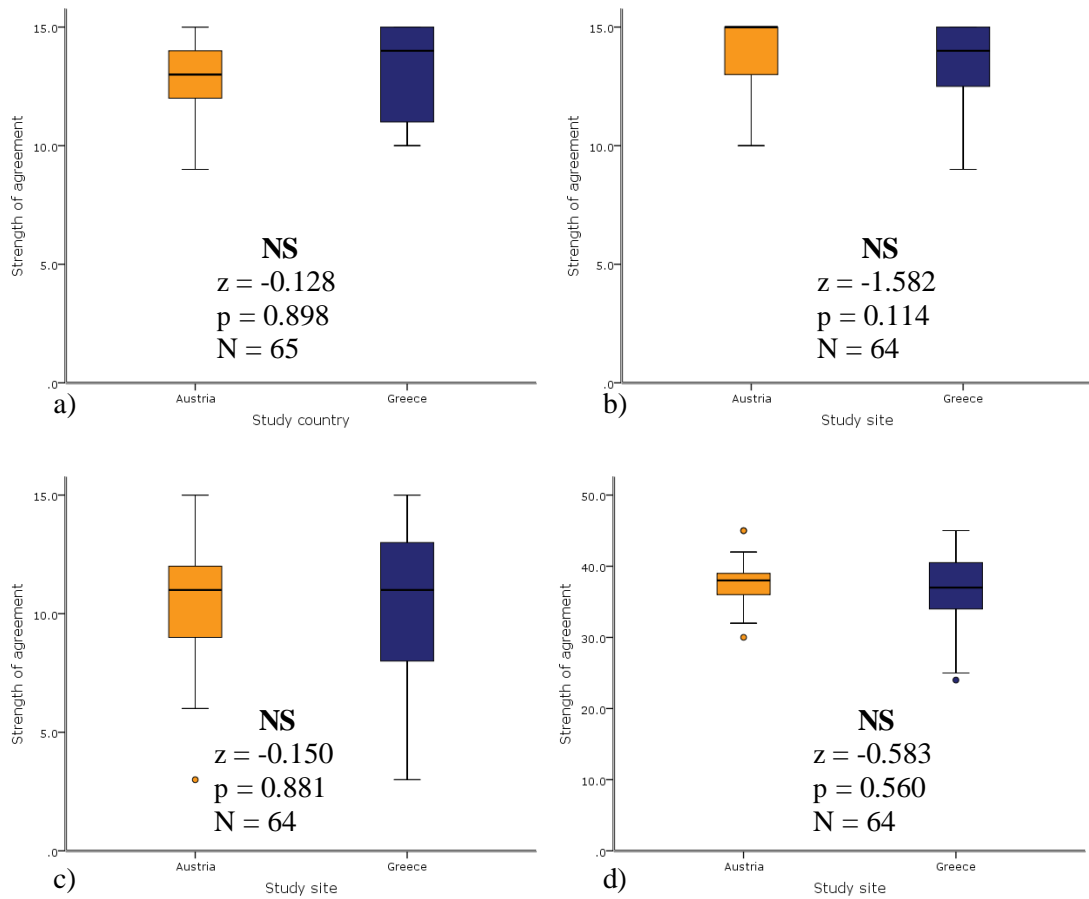 Strength of agreement
15.0
10.0
5.0
.0
NS
z = -0.128
p = 0.898
N = 65
Austria
Greece
a)
Study country
Strength of agreement
15.0
10.0
5.0
.0
NS
z = -1.582
p = 0.114
N = 64
Austria
Greece
b)
Study site
Strength of agreement
15.0
10.0
5.0
.0
NS
z = -0.150
p = 0.881
N = 64
Austria
Greece
c)
Study site
Strength of agreement
50.0
40.0
30.0
20.0
10.0
.0
NS
z = -0.583
p = 0.560
N = 64
Austria
Greece
d)
Study site